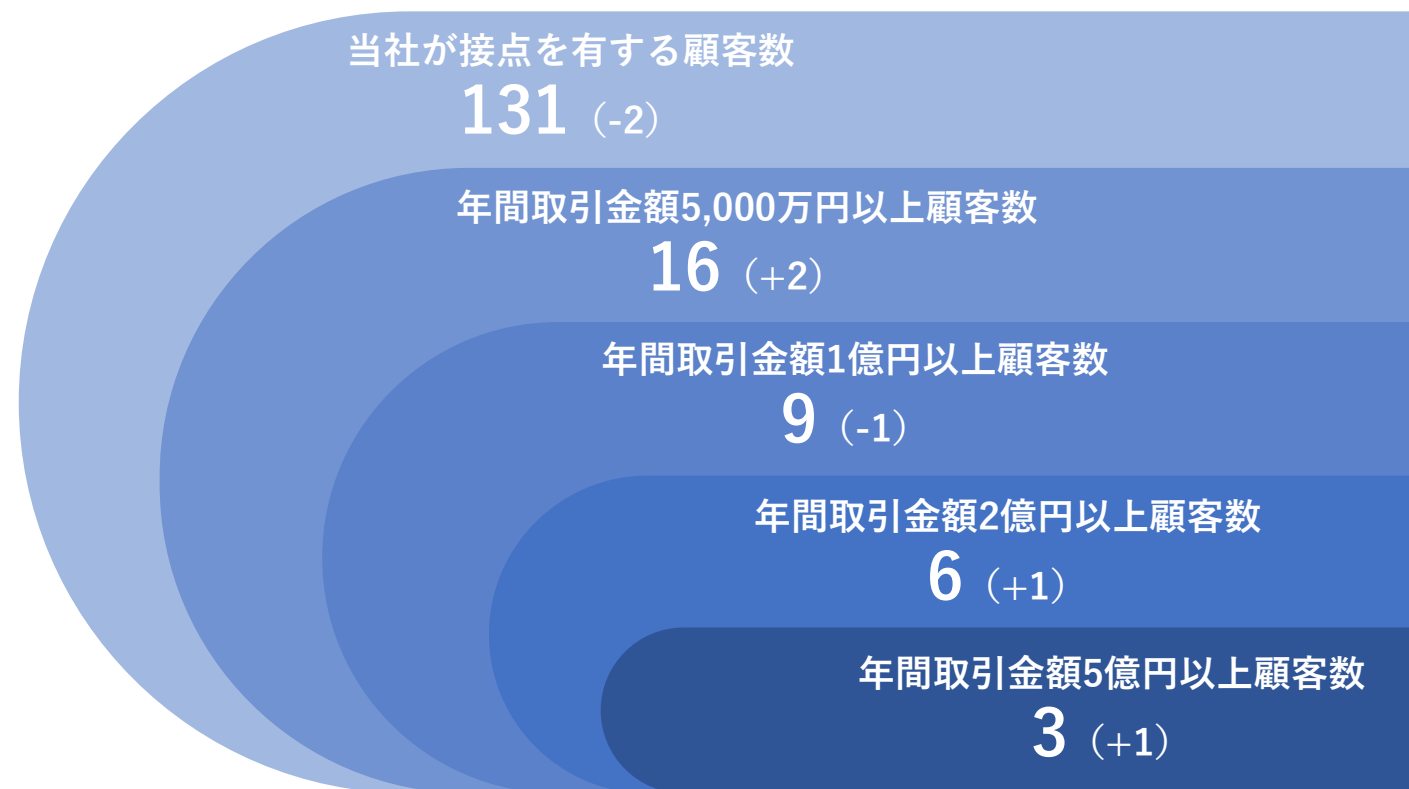 当社が接点を有する顧客数
131（-2）
年間取引金額5,000万円以上顧客数
16（+2）
年間取引金額1億円以上顧客数
9（-1）
年間取引金額2億円以上顧客数
6（+1）
年間取引金額5億円以上顧客数
3（+1）